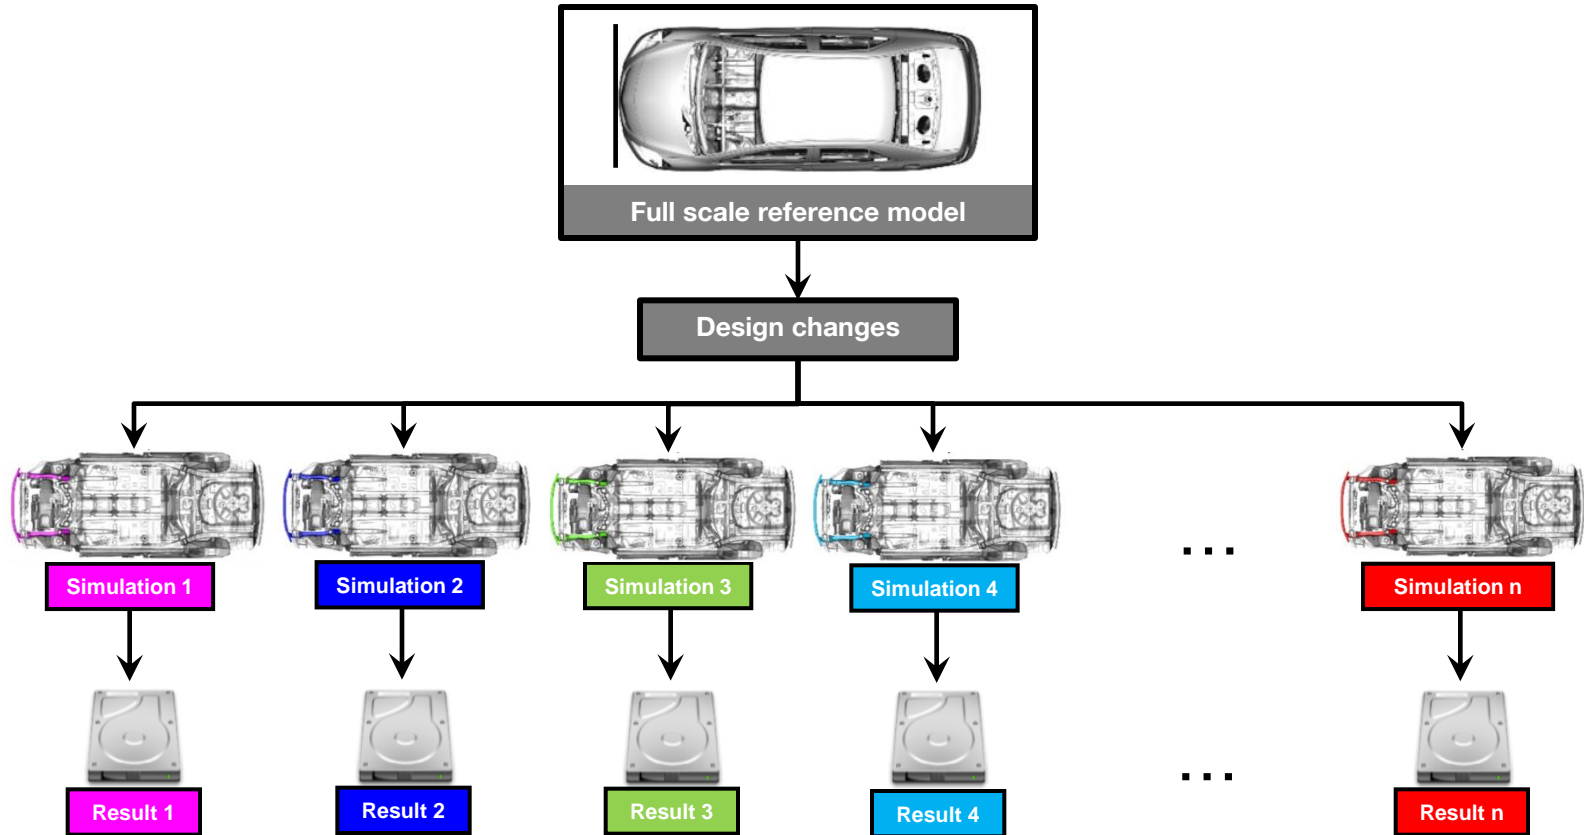 Full scale reference model
Design changes
Simulation 1
Simulation 2
Simulation 3
Simulation 4
...
Simulation n
...
Result 1
Result 2
Result 3
Result 4
Result n